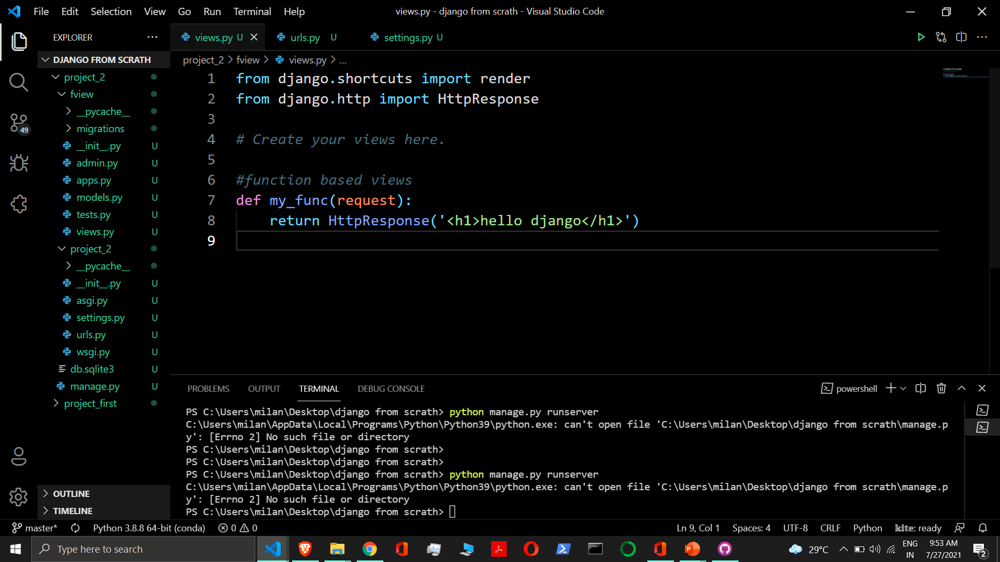 File Edit Selection View Go Run Terminal Help
views.py - django from scrath - Visual Studio Code
EXPLORER
views.py U
urls.py U
settings.py U
DJANGO FROM SCRATH
project_2 > fview > views.py > ...
project_2
fview
__pycache__
migrations
__init__.py U
admin.py U
apps.py U
models.py U
tests.py U
views.py U
project_2
__pycache__
__init__.py U
asgi.py U
settings.py U
urls.py U
wsgi.py U
db.sqlite3 U
manage.py U
project_first
49
OUTLINE
TIMELINE
1 from django.shortcuts import render
2 from django.http import HttpResponse
3
4 # Create your views here.
5
6 #function based views
7 def my_func(request):
8 return HttpResponse('<h1>hello django</h1>')
9
PROBLEMS OUTPUT TERMINAL DEBUG CONSOLE
powershell
PS C:\Users\milan\Desktop\django from scrath> python manage.py runserver
C:\Users\milan\AppData\Local\Programs\Python\Python39\python.exe: can't open file 'C:\Users\milan\Desktop\django from scrath\manage.p
y': [Errno 2] No such file or directory
PS C:\Users\milan\Desktop\django from scrath>
PS C:\Users\milan\Desktop\django from scrath>
PS C:\Users\milan\Desktop\django from scrath> python manage.py runserver
C:\Users\milan\AppData\Local\Programs\Python\Python39\python.exe: can't open file 'C:\Users\milan\Desktop\django from scrath\manage.p
y': [Errno 2] No such file or directory
PS C:\Users\milan\Desktop\django from scrath>
master* Python 3.8.8 64-bit (conda) 0 0
Ln 9, Col 1 Spaces: 4 UTF-8 CRLF Python kite: ready
Type here to search
29°C
ENG
IN
9:53 AM
7/27/2021
2